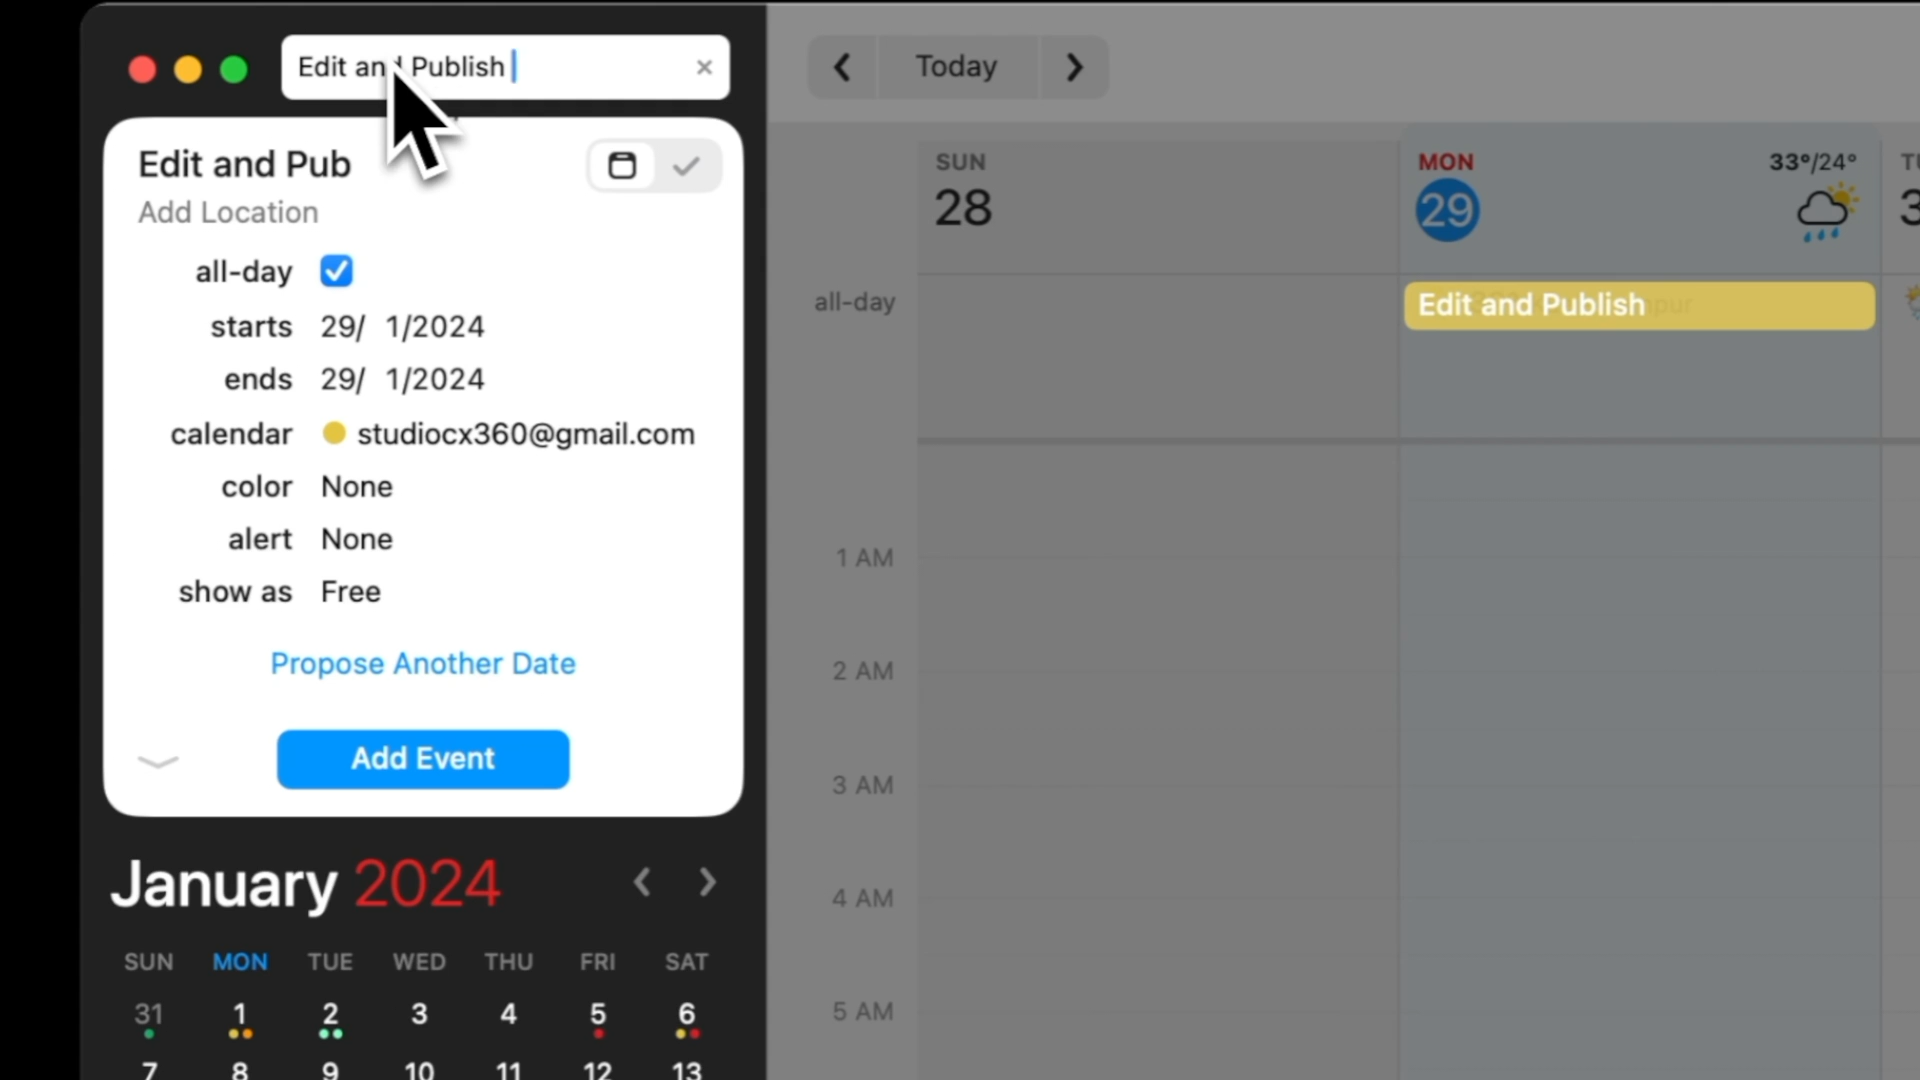 Edit and Publish
Today
Edit and Pub
Add Location
all-day
starts 29/ 1/2024
ends 29/ 1/2024
calendar studiocx360@gmail.com
color None
alert None
show as Free
Propose Another Date
Add Event
January 2024
SUN MON TUE WED THU FRI SAT
31 1 2 3 4 5 6
7 8 9 10 11 12 13
SUN
28
MON 33°/24°
29
all-day
Edit and Publish
1 AM
2 AM
3 AM
4 AM
5 AM